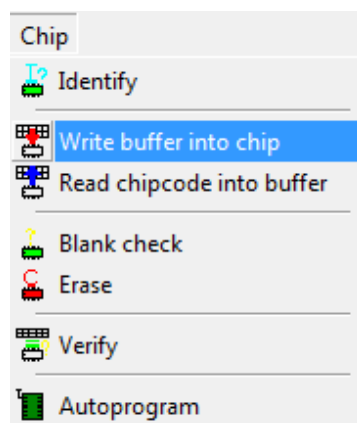 Chip
Identify
Write buffer into chip
Read chipcode into buffer
Blank check
Erase
Verify
Autoprogram